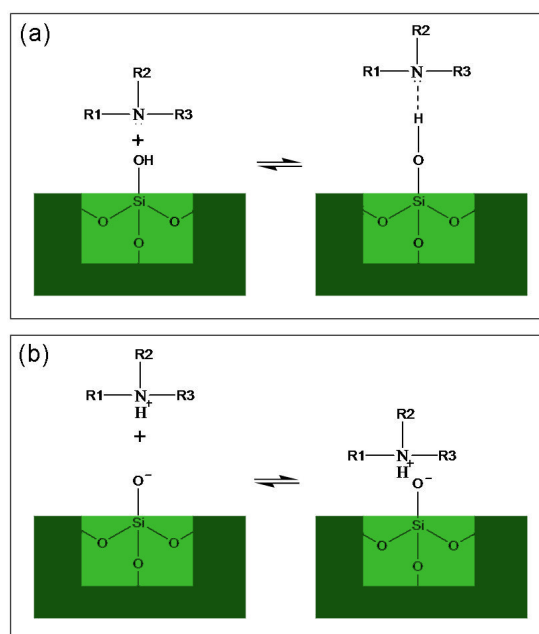 (a)
R2
R1 N R3
+
OH
Si
O O
O
R2
R1 N R3
H
O
Si
O O
O
(b)
R2
R1 N R3
H+
+
O−
Si
O O
O
R2
R1 N R3
H+
O−
Si
O O
O